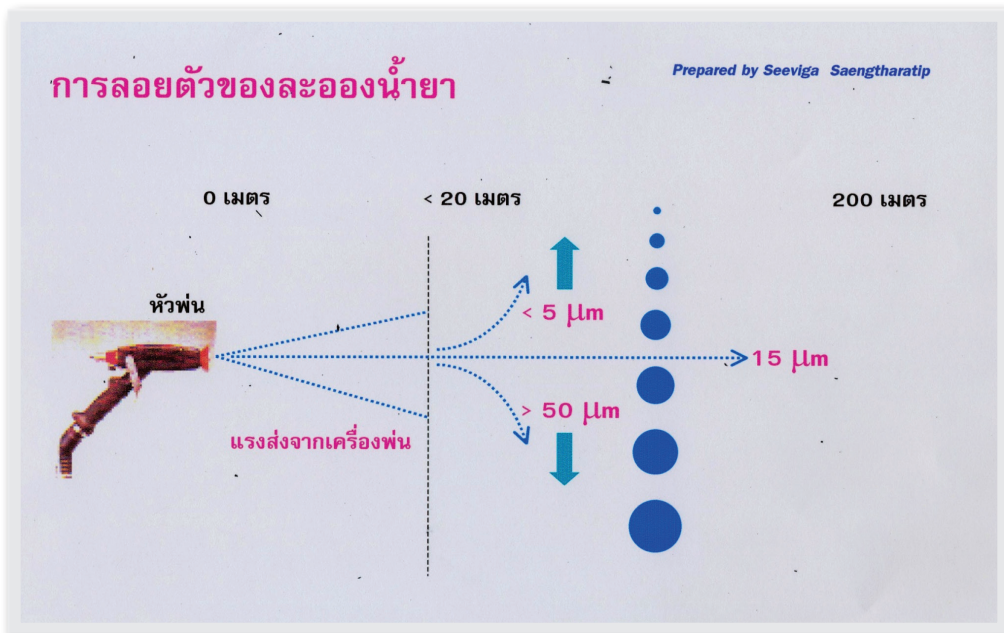 การลอยตัวของละอองน้ำยา
Prepared by Seeviga Saengtharatip
0 เมตร
< 20 เมตร
200 เมตร
หัวพ่น
< 5 μm
15 μm
> 50 μm
แรงส่งจากเครื่องพ่น